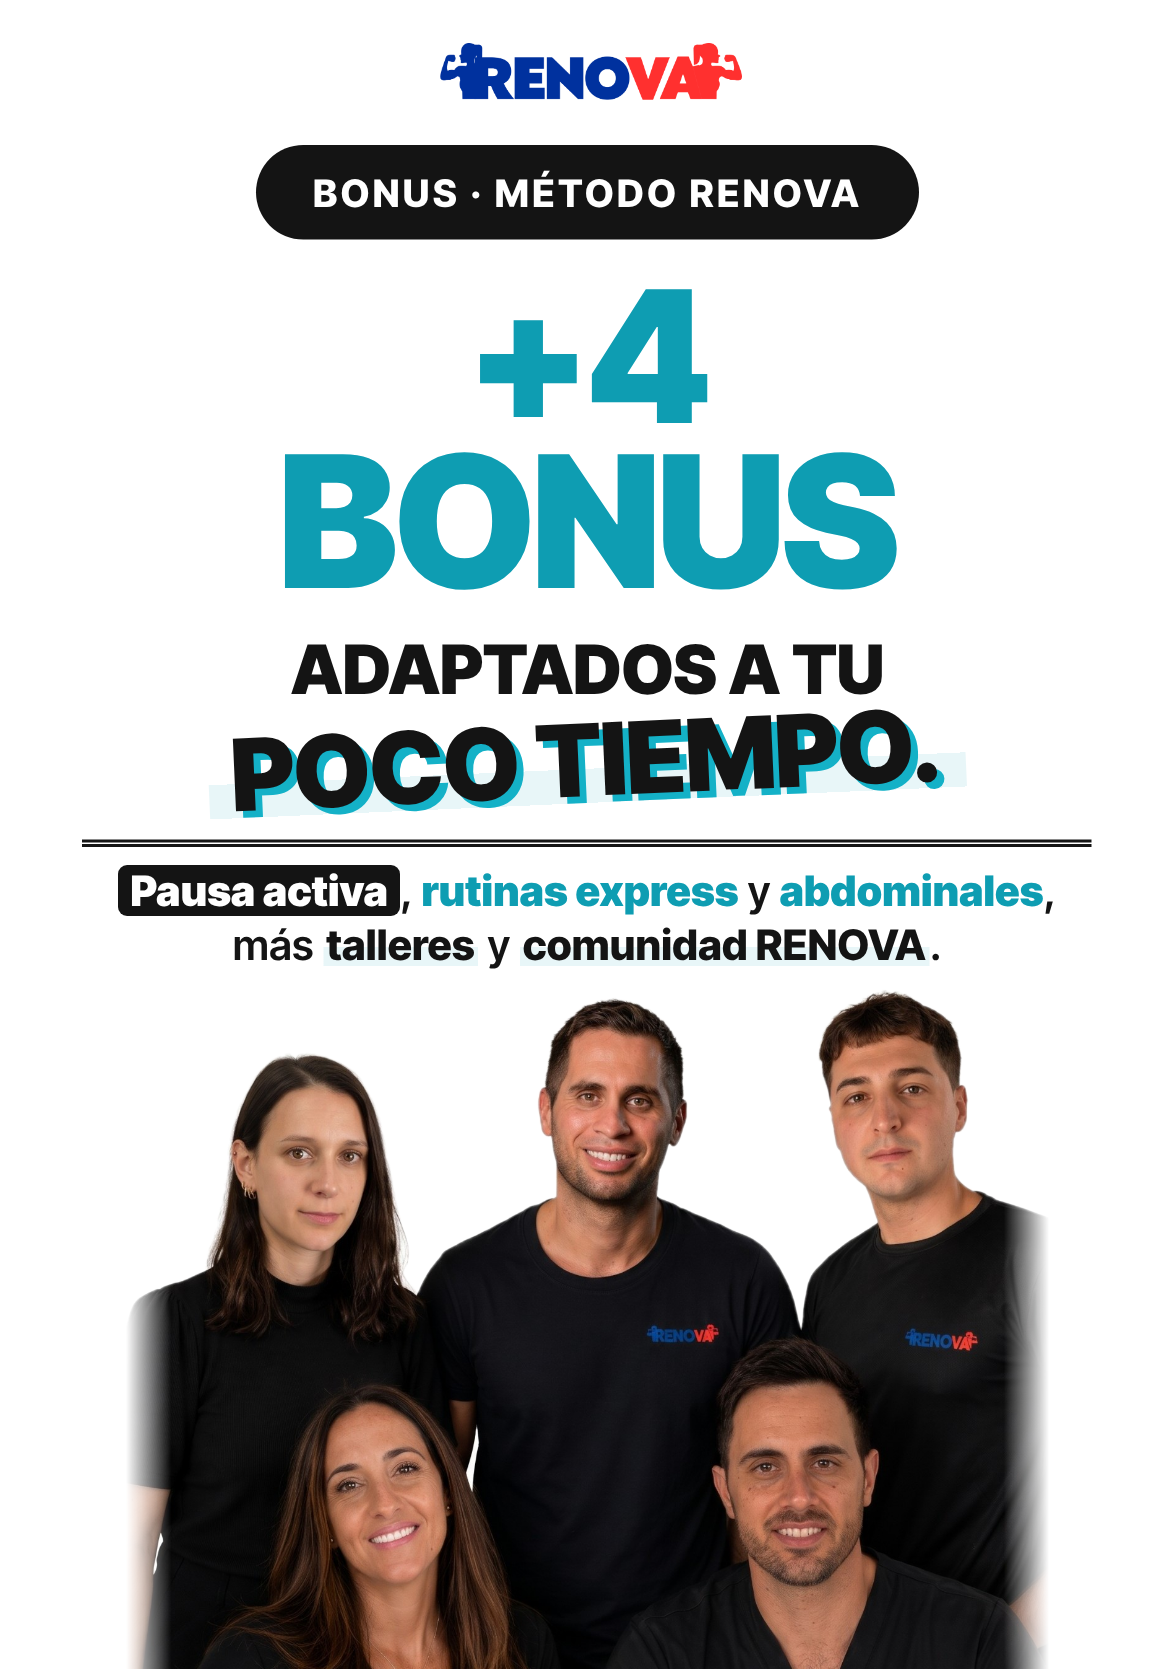 RENOVA
BONUS · MÉTODO RENOVA
+4
BONUS
ADAPTADOS A TU
POCO TIEMPO.
Pausa activa, rutinas express y abdominales,
más talleres y comunidad RENOVA.
RENOVA
RENOVA